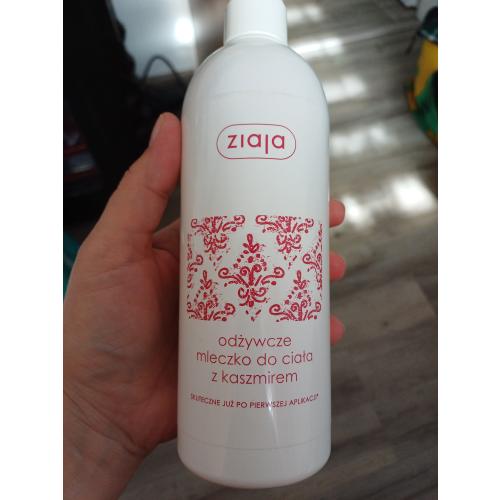 ziaja
odżywcze
mleczko do ciała
z kaszmirem
SKUTECZNE JUŻ PO PIERWSZEJ APLIKACJI*